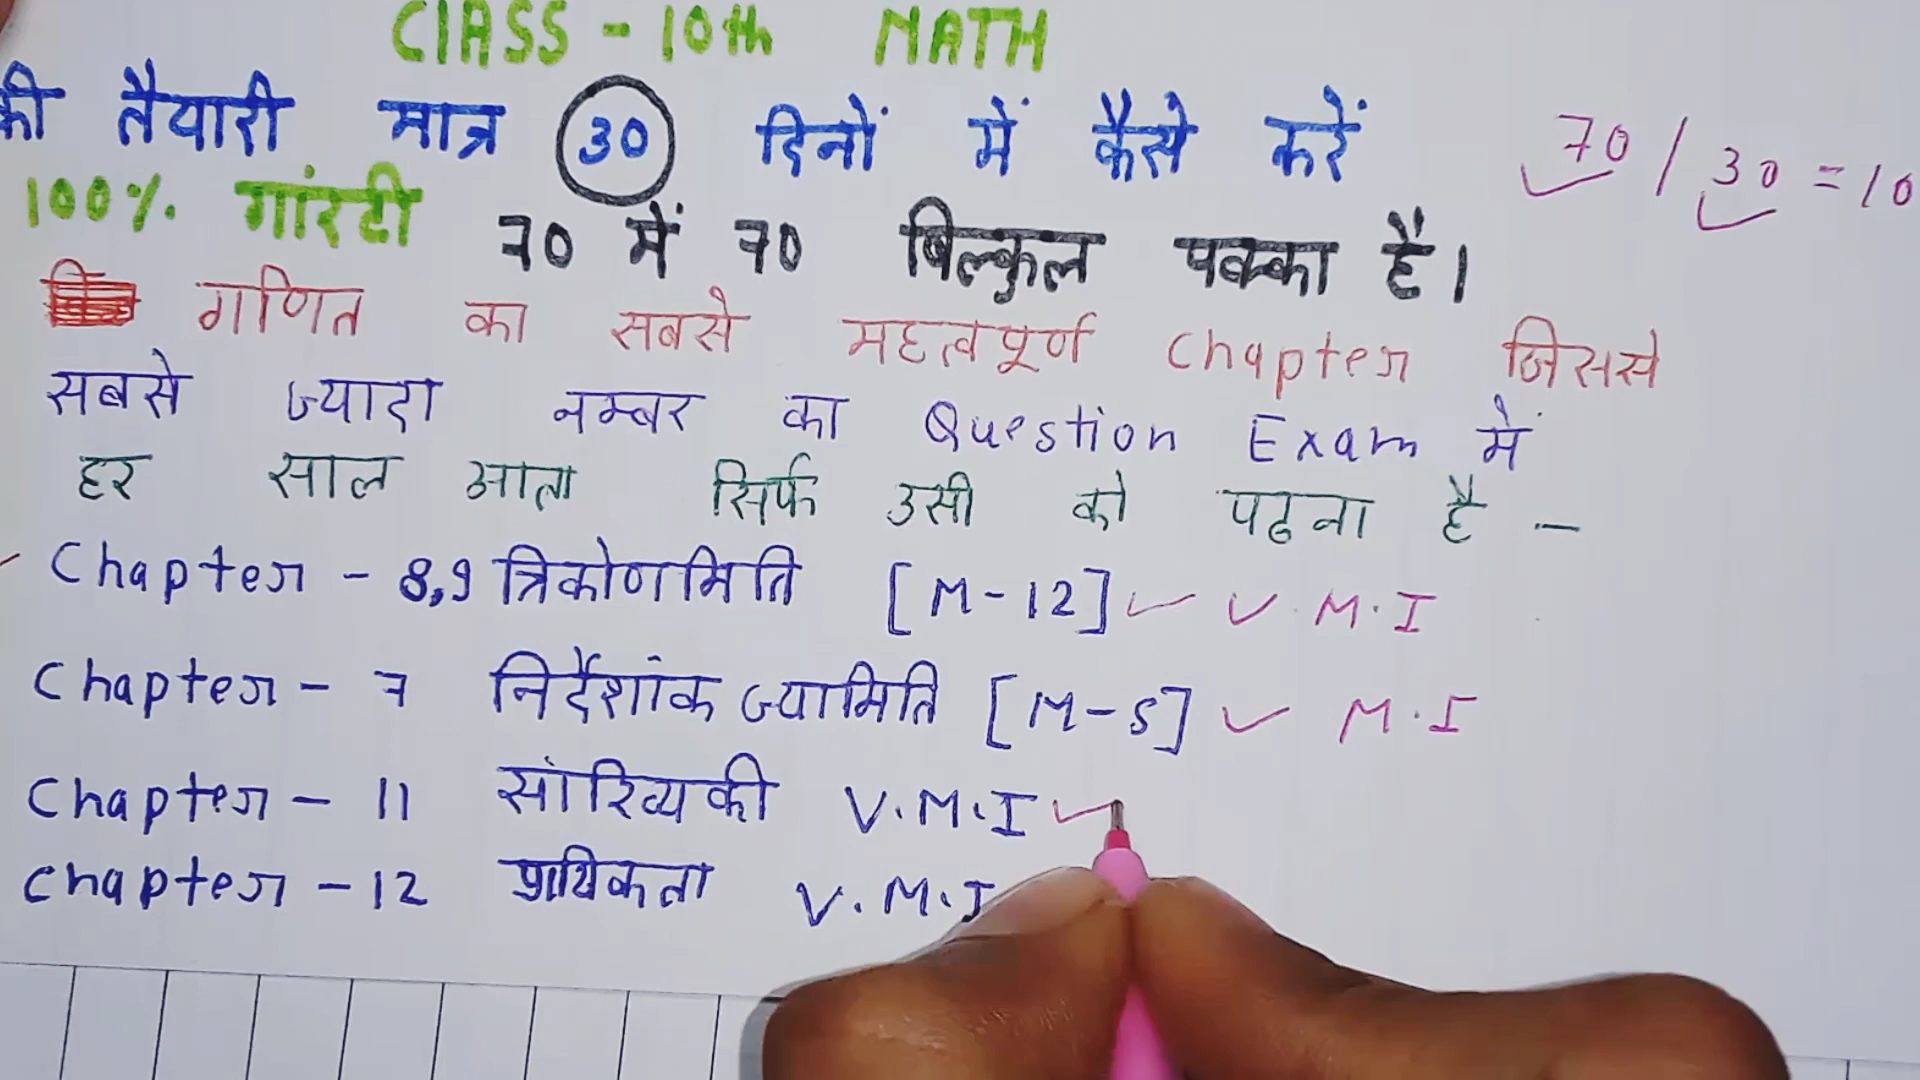 CLASS - 10th MATH
की तैयारी मात्र 30 दिनों में कैसे करें
70 / 30 = 10
100% गांरटी 70 में 70 बिल्कुल पक्का है।
गणित का सबसे महत्वपूर्ण Chapter जिससे
सबसे ज्यादा नम्बर का Question Exam में
हर साल आता सिर्फ उसी को पढना है -
Chapter - 8,9 त्रिकोणमिति [M-12] ✓ V.M.I
Chapter - 7 निर्देशांक ज्यामिति [M-5] ✓ M.I
Chapter - 11 सांख्यिकी V.M.I ✓
Chapter - 12 प्रायिकता V.M.I